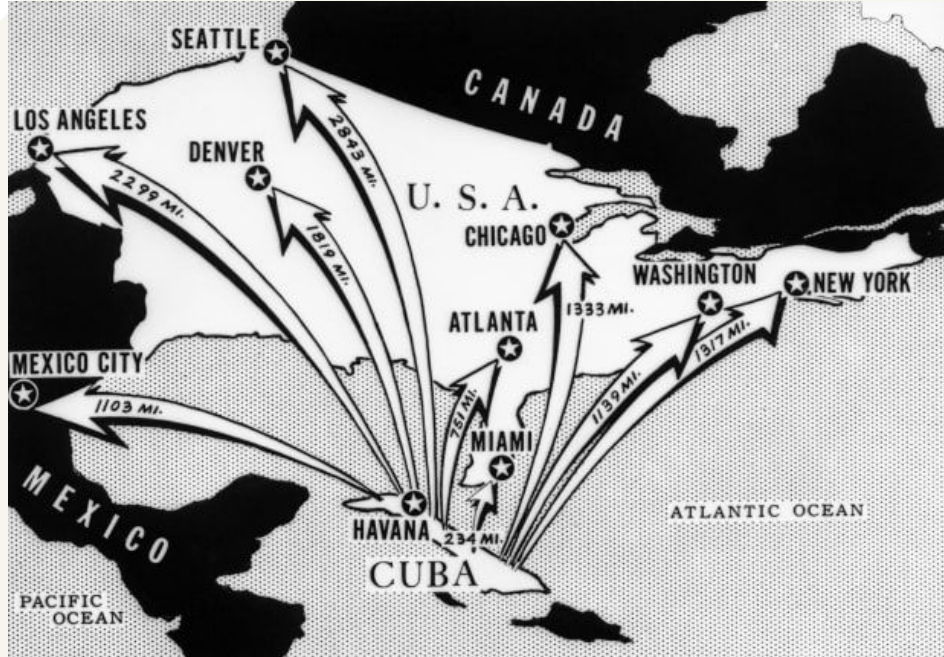 SEATTLE
CANADA
LOS ANGELES
2843 MI.
DENVER
2299 MI.
U. S. A.
1819 MI.
CHICAGO
WASHINGTON
NEW YORK
1333 MI.
ATLANTA
1317 MI.
MEXICO CITY
1103 MI.
751 MI.
1139 MI.
MIAMI
MEXICO
HAVANA
234 MI.
ATLANTIC OCEAN
CUBA
PACIFIC
OCEAN